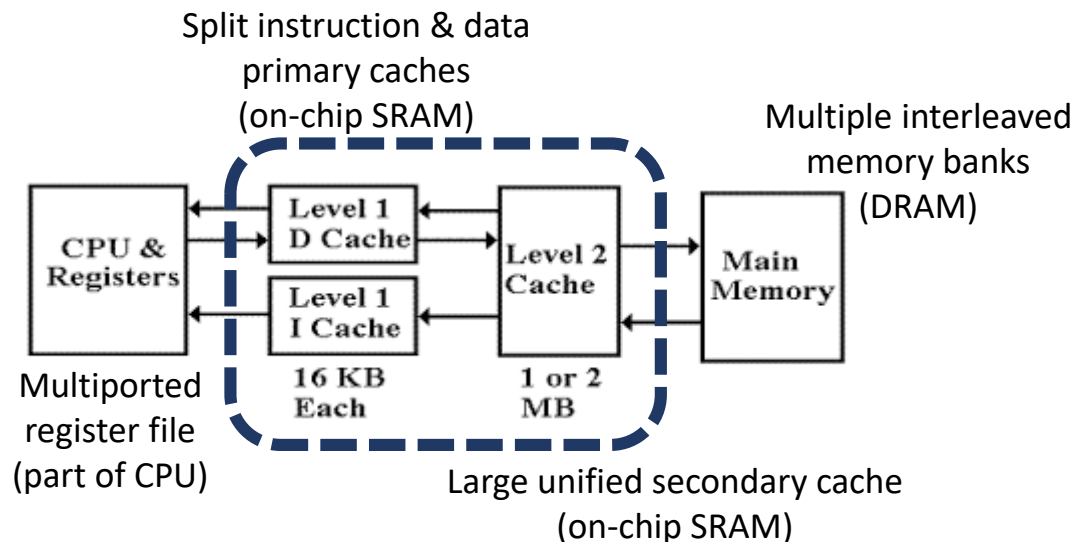 Split instruction & data
primary caches
(on-chip SRAM)
Multiple interleaved
memory banks
(DRAM)
CPU &
Registers
Level 1
D Cache
Level 1
I Cache
Level 2
Cache
Main
Memory
16 KB
Each
1 or 2
MB
Multiported
register file
(part of CPU)
Large unified secondary cache
(on-chip SRAM)